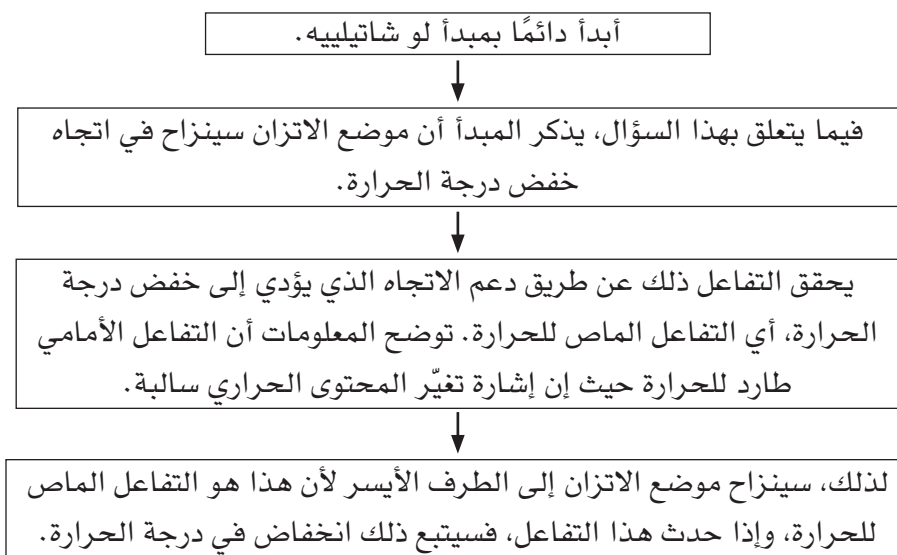 أبدأ دائمًا بمبدأ لو شاتيلييه.
فيما يتعلق بهذا السؤال، يذكر المبدأ أن موضع الاتزان سينزاح في اتجاه
خفض درجة الحرارة.
يحقق التفاعل ذلك عن طريق دعم الاتجاه الذي يؤدي إلى خفض درجة
الحرارة، أي التفاعل الماص للحرارة. توضح المعلومات أن التفاعل الأمامي
طارد للحرارة حيث إن إشارة تغيّر المحتوى الحراري سالبة.
لذلك، سينزاح موضع الاتزان إلى الطرف الأيسر لأن هذا هو التفاعل الماص
للحرارة، وإذا حدث هذا التفاعل، فسيتبع ذلك انخفاض في درجة الحرارة.